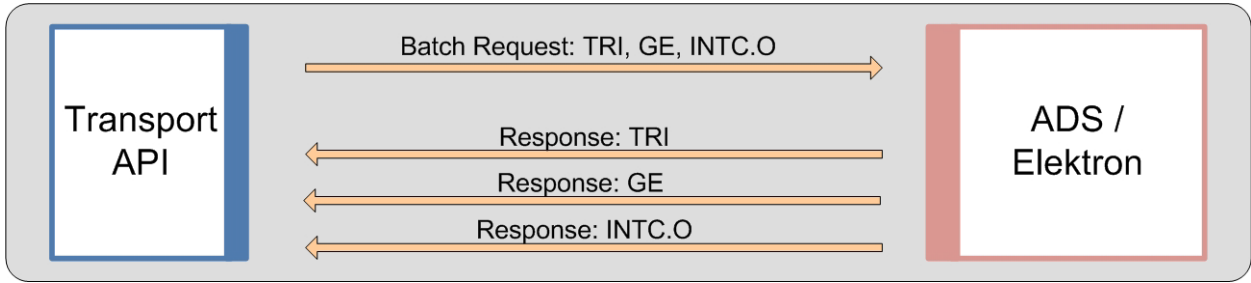 Batch Request: TRI, GE, INTC.O
Transport
API
Response: TRI
Response: GE
Response: INTC.O
ADS /
Elektron